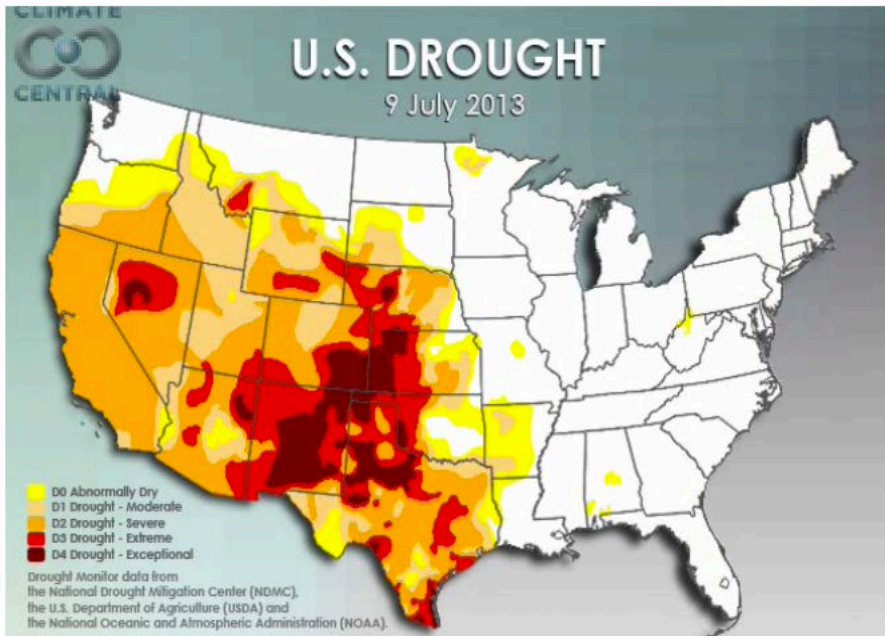 CLIMATE
CENTRAL
U.S. DROUGHT
9 July 2013
D0 Abnormally Dry
D1 Drought - Moderate
D2 Drought - Severe
D3 Drought - Extreme
D4 Drought - Exceptional
Drought Monitor data from
the National Drought Mitigation Center (NDMC),
the U.S. Department of Agriculture (USDA) and
the National Oceanic and Atmospheric Administration (NOAA).